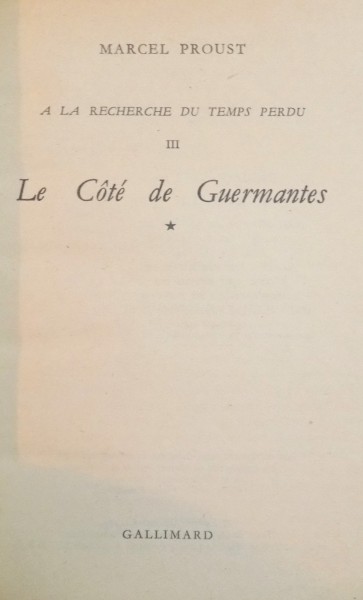 MARCEL PROUST
A LA RECHERCHE DU TEMPS PERDU
III
Le Côté de Guermantes
★
GALLIMARD